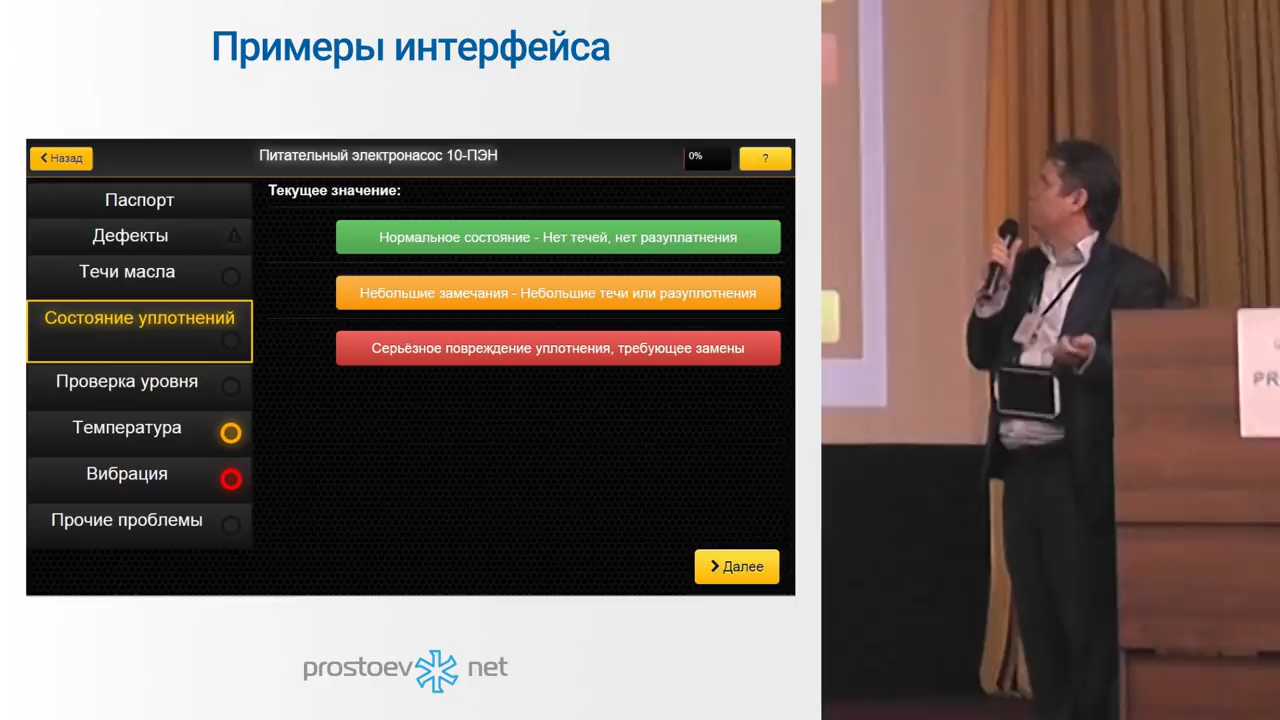 Примеры интерфейса
Назад
Питательный электронасос 10-ПЭН
0%
?
Паспорт
Дефекты
Течи масла
Состояние уплотнений
Проверка уровня
Температура
Вибрация
Прочие проблемы
Текущее значение:
Нормальное состояние - Нет течей, нет разуплатнения
Небольшие замечания - Небольшие течи или разуплотнения
Серьёзное повреждение уплотнения, требующее замены
Далее
prostoev net
PR